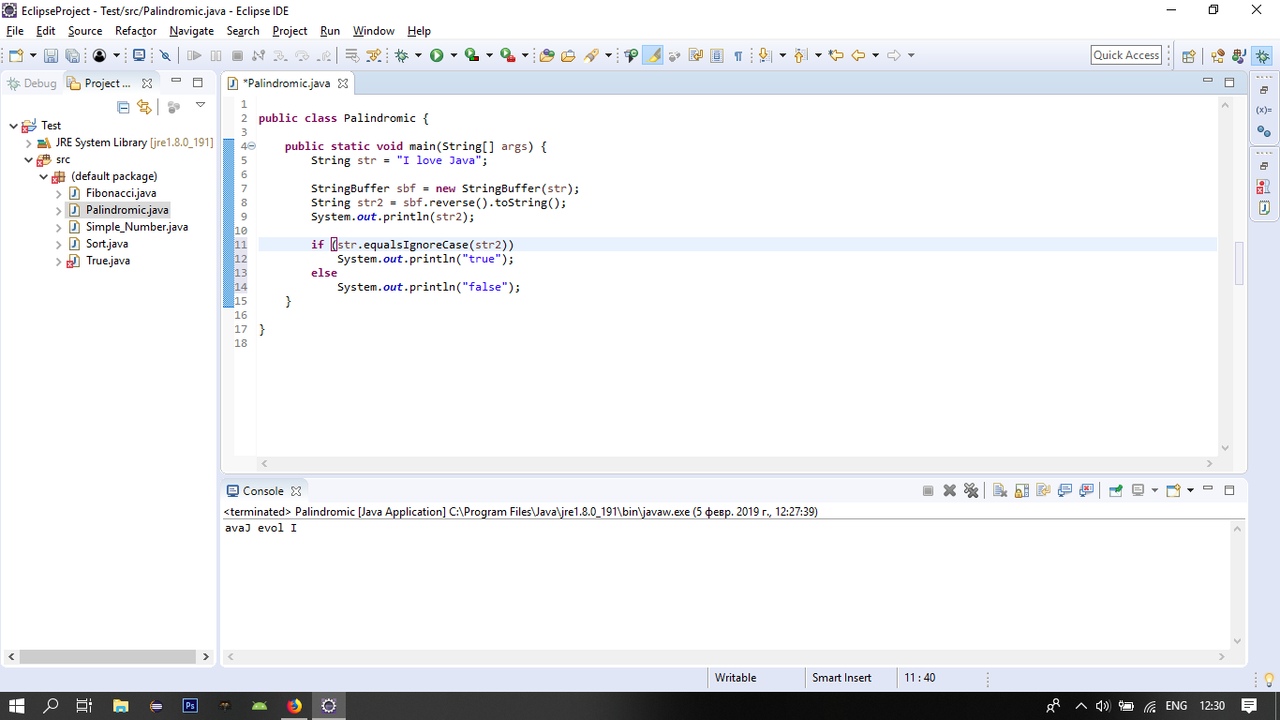 EclipseProject - Test/src/Palindromic.java - Eclipse IDE
File Edit Source Refactor Navigate Search Project Run Window Help
Quick Access
Debug Project ...
*Palindromic.java
Test
JRE System Library [jre1.8.0_191]
src
(default package)
Fibonacci.java
Palindromic.java
Simple_Number.java
Sort.java
True.java
1
2 public class Palindromic {
3
4 public static void main(String[] args) {
5 String str = "I love Java";
6
7 StringBuffer sbf = new StringBuffer(str);
8 String str2 = sbf.reverse().toString();
9 System.out.println(str2);
10
11 if (str.equalsIgnoreCase(str2))
12 System.out.println("true");
13 else
14 System.out.println("false");
15 }
16
17 }
18
Console
<terminated> Palindromic [Java Application] C:\Program Files\Java\jre1.8.0_191\bin\javaw.exe (5 февр. 2019 г., 12:27:39)
avaJ evol I
Writable Smart Insert 11 : 40
ENG 12:30